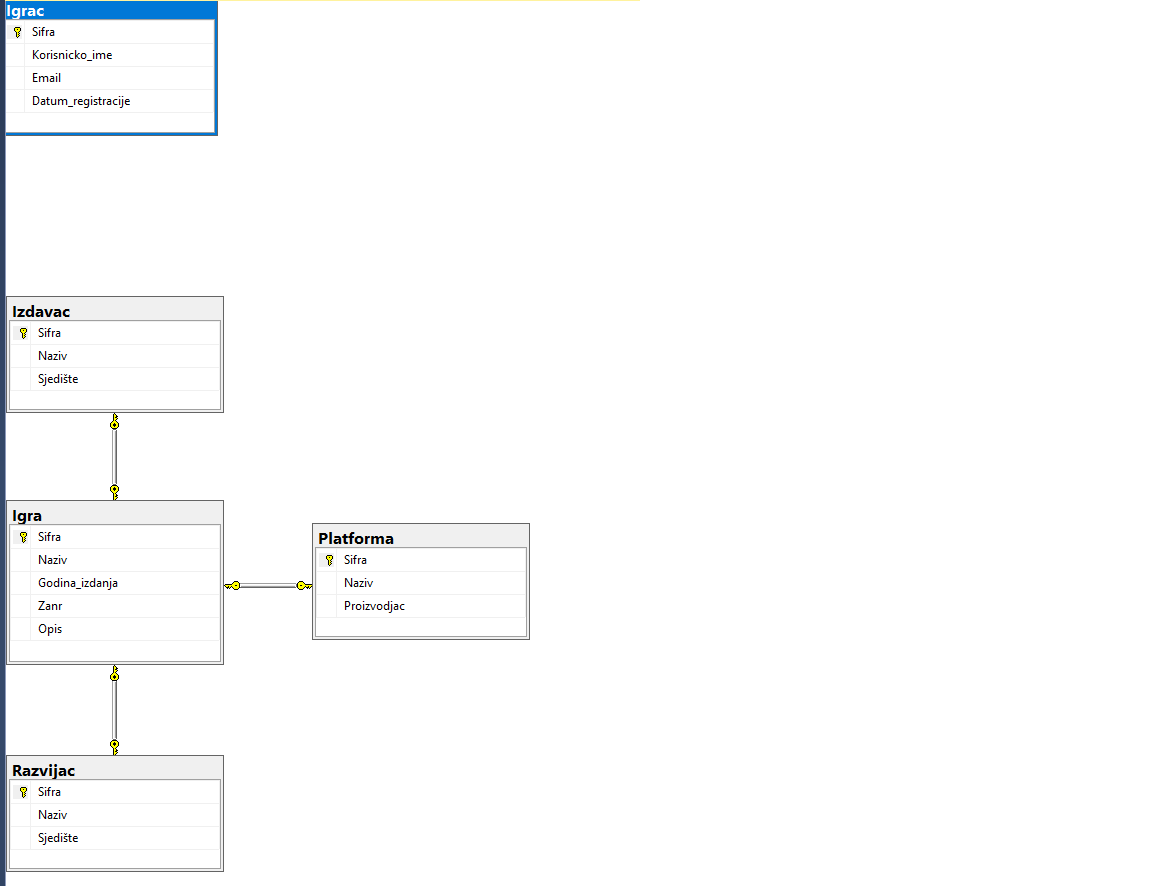 Igrac
Sifra
Korisnicko_ime
Email
Datum_registracije
Izdavac
Sifra
Naziv
Sjedište
Igra
Sifra
Naziv
Godina_izdanja
Zanr
Opis
Platforma
Sifra
Naziv
Proizvodjac
Razvijac
Sifra
Naziv
Sjedište